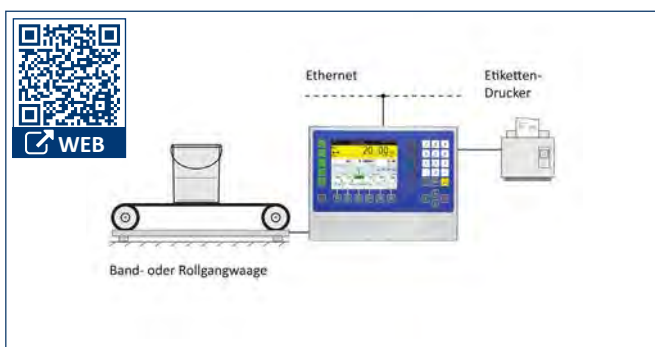 WEB
Ethernet
Etiketten-
Drucker
20.00
Band- oder Rollgangwaage